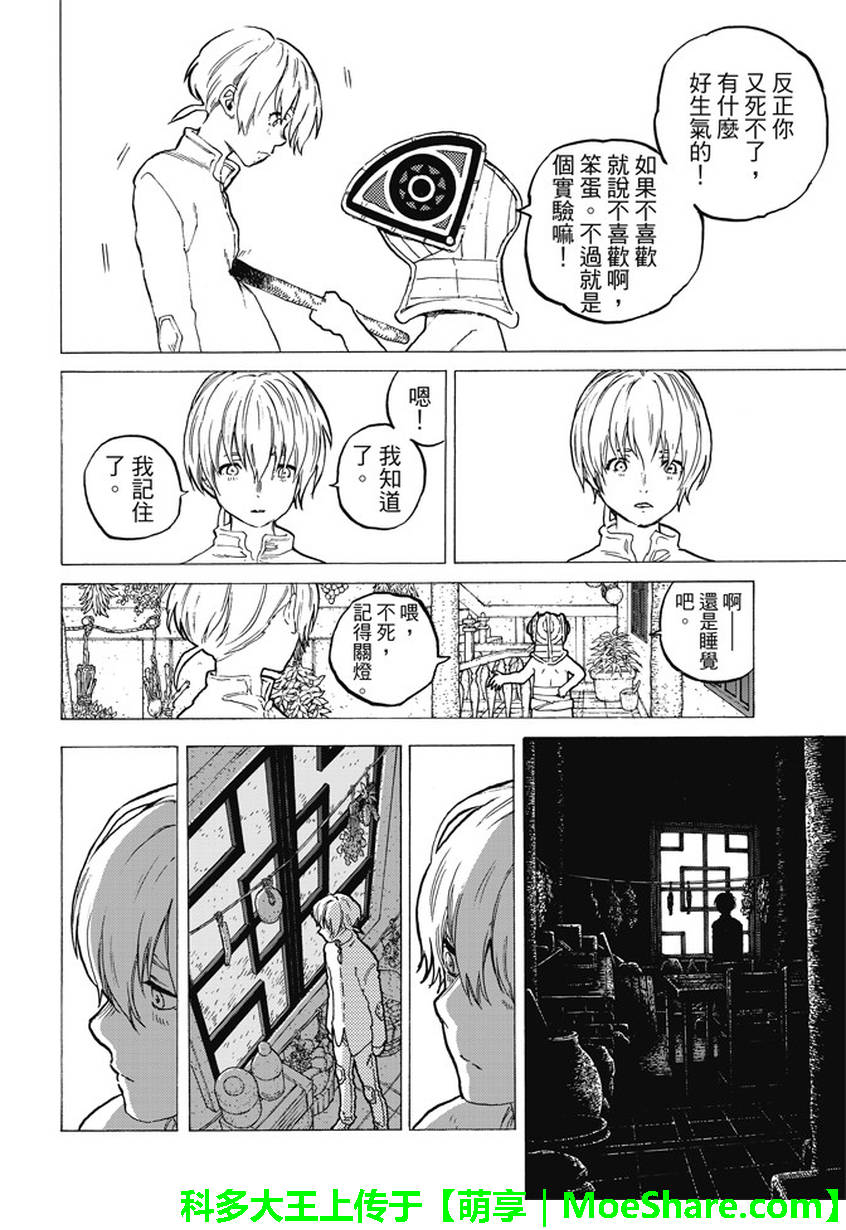 反正你
又死不了，
有什麼
好生氣的！
如果不喜歡
就說不喜歡啊，
笨蛋。不過就是
個實驗嘛！
嗯！
我知道
了。
我記住
了。
啊——
還是睡覺
吧。
喂，
不死，
記得關燈。
科多大王上传于【萌享｜MoeShare.com】